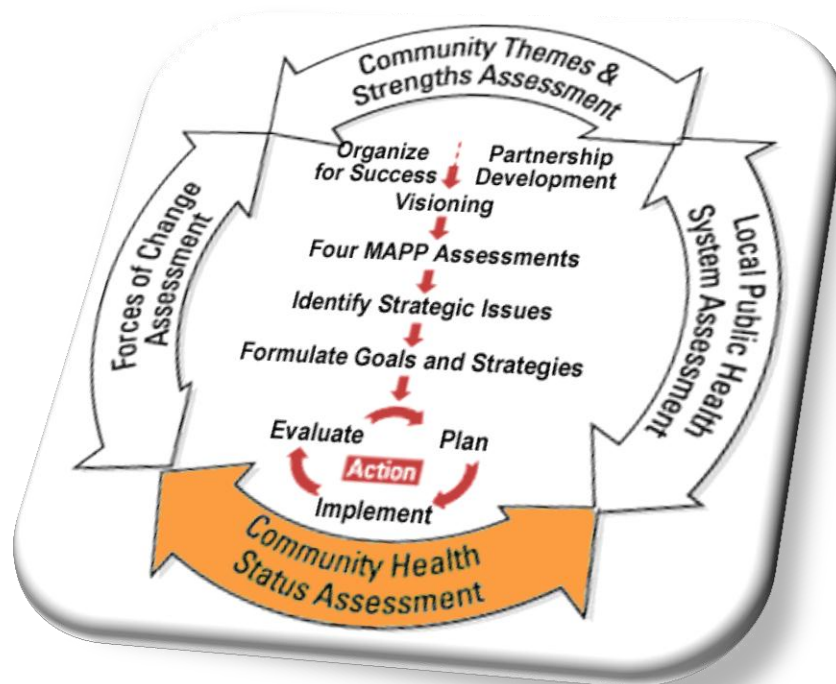 Community Themes &
Strengths Assessment
Organize
for Success
Partnership
Development
Visioning
Four MAPP Assessments
Identify Strategic Issues
Formulate Goals and Strategies
Evaluate
Plan
Action
Implement
Forces of Change
Assessment
Local Public Health
System Assessment
Community Health
Status Assessment